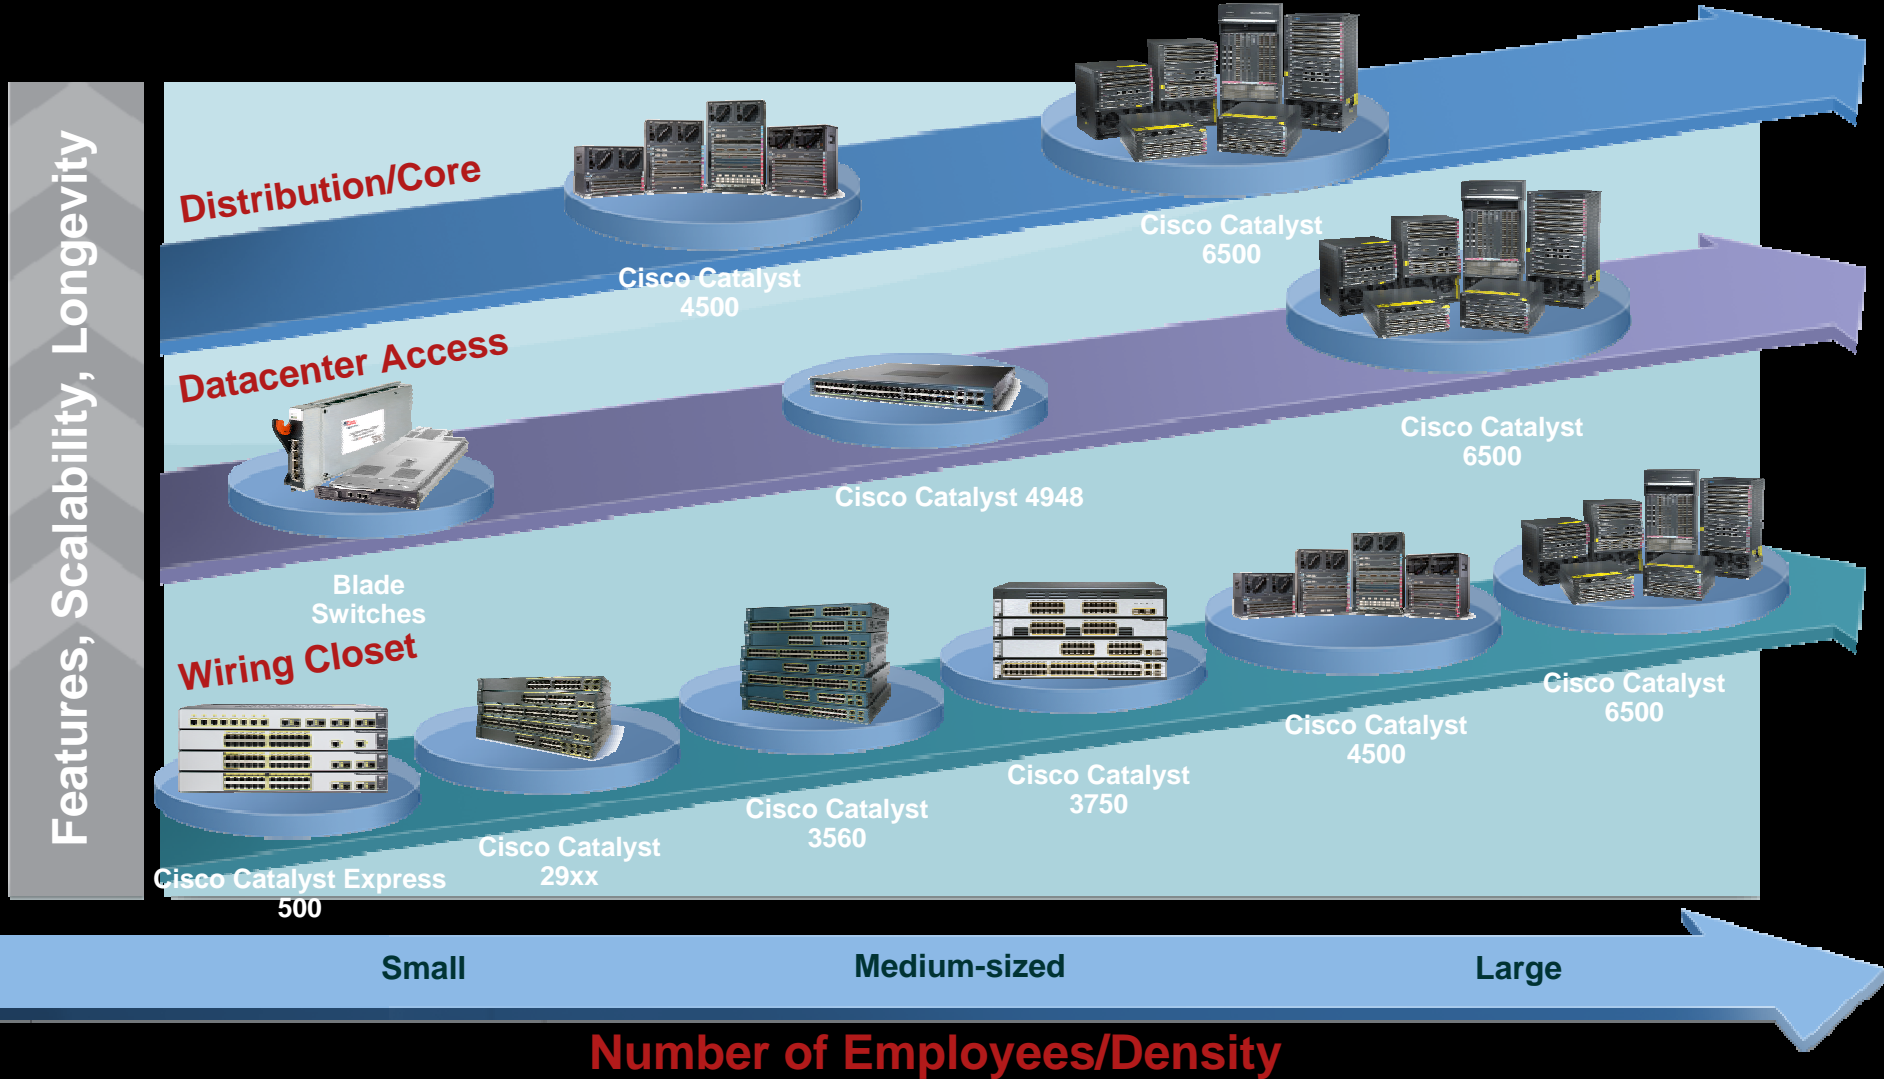 Features, Scalability, Longevity
Distribution/Core
Cisco Catalyst
4500
Cisco Catalyst
6500
Datacenter Access
Blade
Switches
Cisco Catalyst 4948
Cisco Catalyst
6500
Wiring Closet
Cisco Catalyst Express
500
Cisco Catalyst
29xx
Cisco Catalyst
3560
Cisco Catalyst
3750
Cisco Catalyst
4500
Cisco Catalyst
6500
Small
Medium-sized
Large
Number of Employees/Density